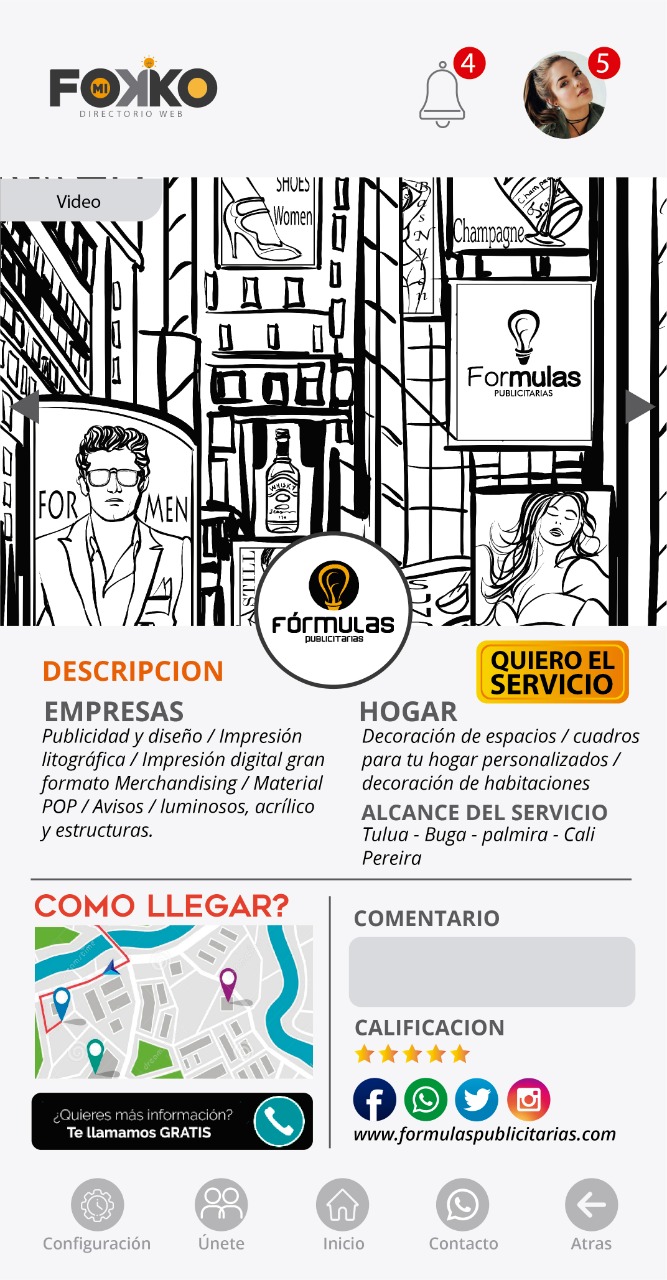 4
5
FOKKO
MI
DIRECTORIO WEB
Video
SHOES
Women
Champagne
Formulas
PUBLICITARIAS
FOR MEN
WHISKY
FÓRMULAS
PUBLICITARIAS
DESCRIPCION
QUIERO EL
SERVICIO
EMPRESAS
Publicidad y diseño / Impresión
litográfica / Impresión digital gran
formato Merchandising / Material
POP / Avisos / luminosos, acrílico
y estructuras.
HOGAR
Decoración de espacios / cuadros
para tu hogar personalizados /
decoración de habitaciones
ALCANCE DEL SERVICIO
Tulua - Buga - palmira - Cali
Pereira
COMO LLEGAR?
¿Quieres más información?
Te llamamos GRATIS
COMENTARIO
CALIFICACION
www.formulaspublicitarias.com
Configuración
Únete
Inicio
Contacto
Atras